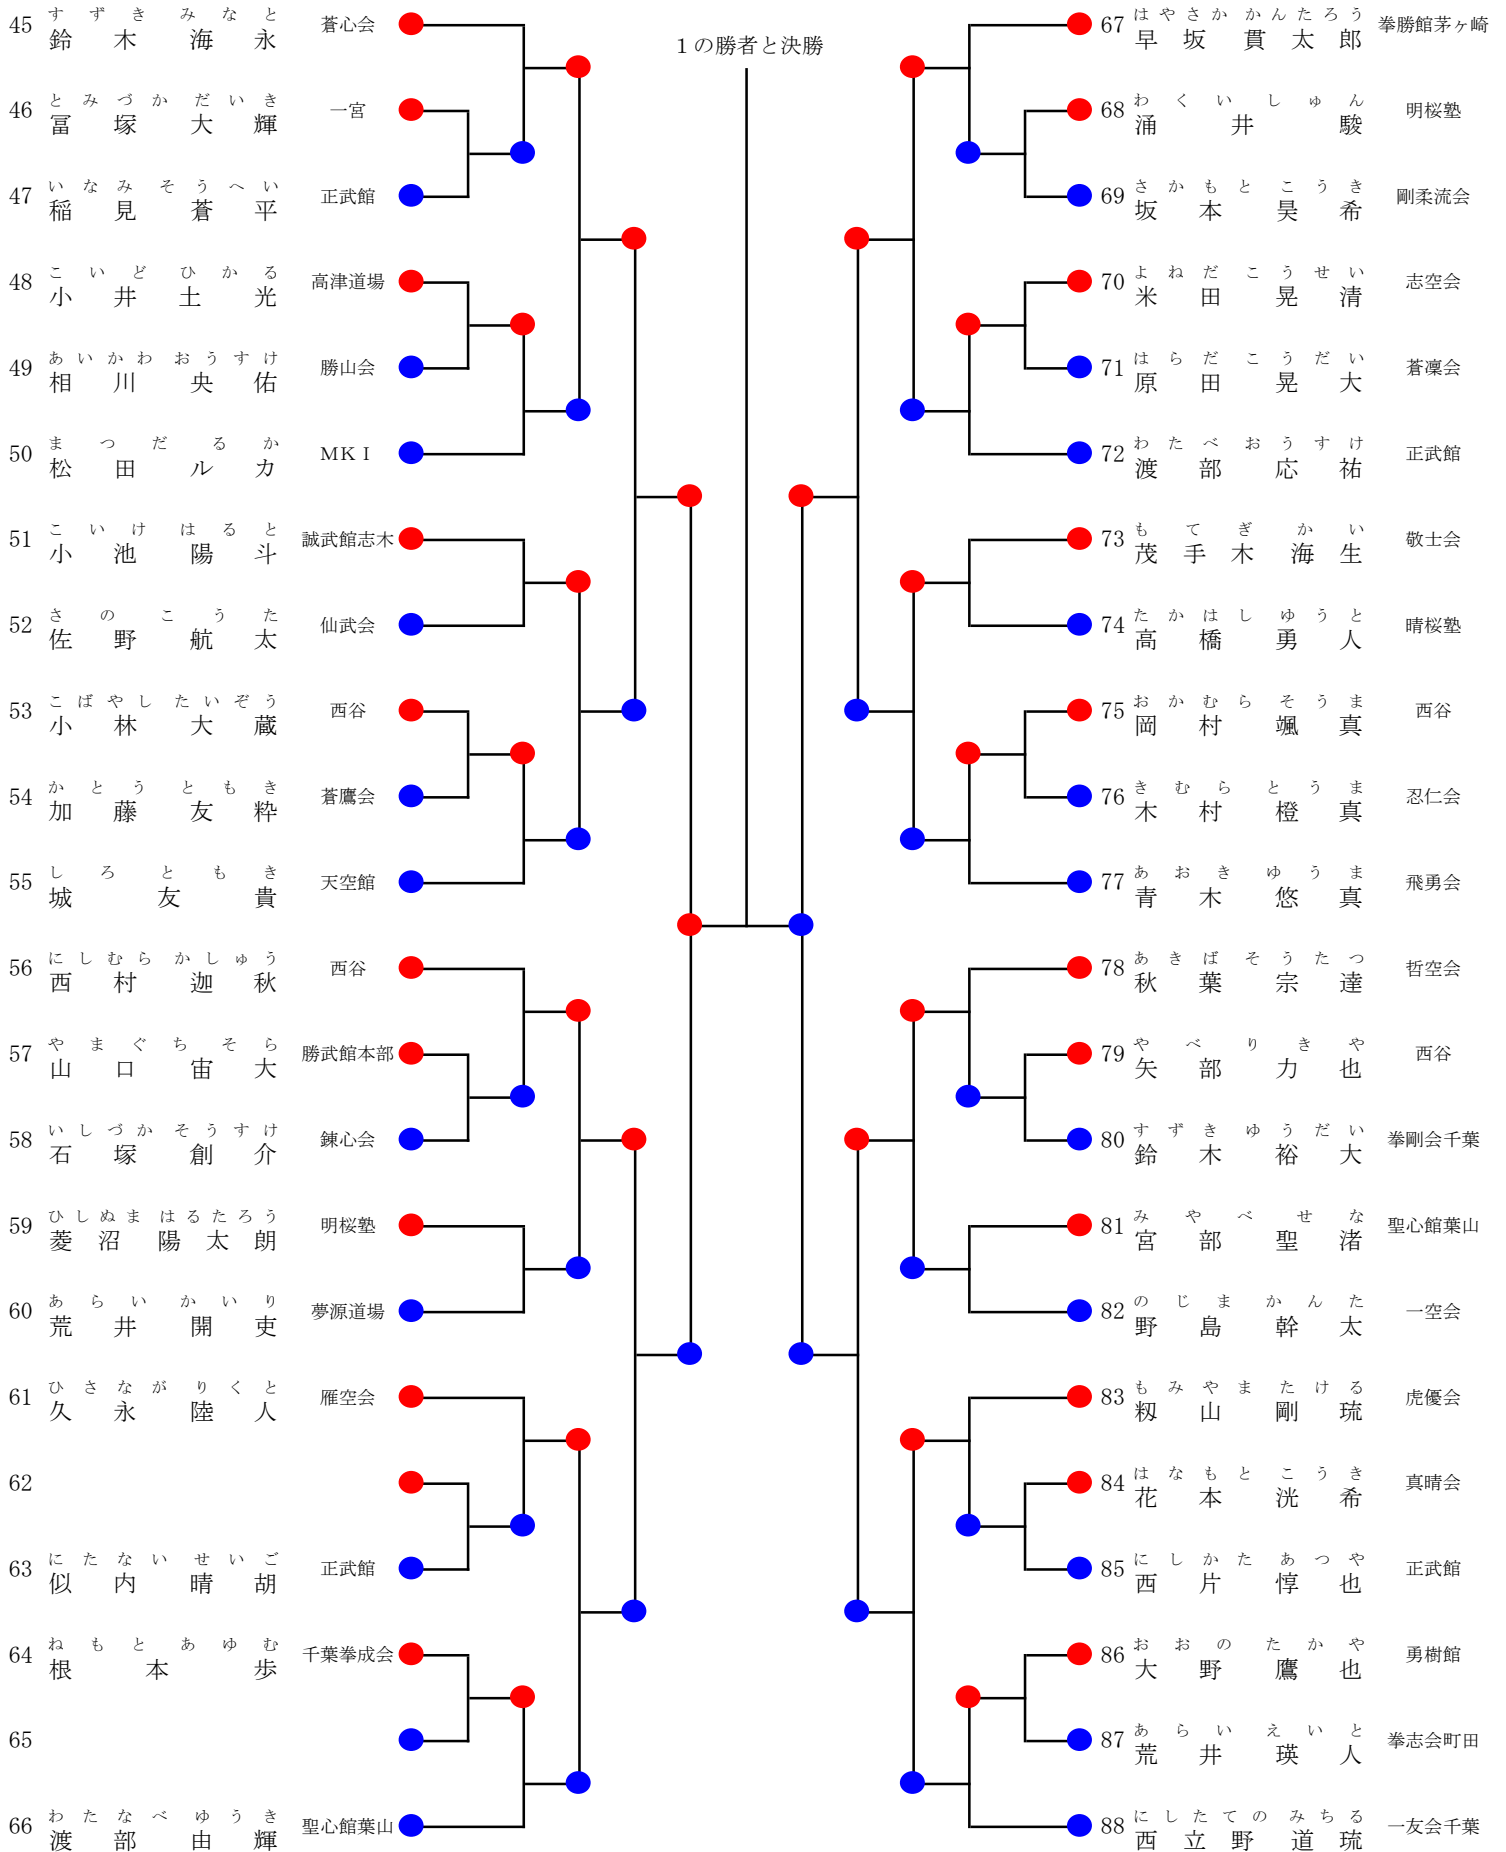 1の勝者と決勝
すずき みなと
45 鈴木 海永 蒼心会
とみづか だいき
46 冨塚 大輝 一宮
いなみ そうへい
47 稲見 蒼平 正武館
こいど ひかる
48 小井土 光 高津道場
あいかわ おうすけ
49 相川 央佑 勝山会
まつだ るか
50 松田 ルカ MKI
こいけ はると
51 小池 陽斗 誠武館志木
さの こうた
52 佐野 航太 仙武会
こばやし たいぞう
53 小林 大蔵 西谷
かとう ともき
54 加藤 友粋 蒼鷹会
しろ ともき
55 城 友貴 天空館
にしむら かしゅう
56 西村 迦秋 西谷
やまぐち そら
57 山口 宙大 勝武館本部
いしづか そうすけ
58 石塚 創介 錬心会
ひしぬま はるたろう
59 菱沼 陽太朗 明桜塾
あらい かいり
60 荒井 開吏 夢源道場
ひさなが りくと
61 久永 陸人 雁空会
62
にたない せいご
63 似内 晴胡 正武館
ねもと あゆむ
64 根本 歩 千葉拳成会
65
わたなべ ゆうき
66 渡部 由輝 聖心館葉山
はやさか かんたろう
67 早坂 貫太郎 拳勝館茅ヶ崎
わくい しゅん
68 涌井 駿 明桜塾
さかもと こうき
69 坂本 昊希 剛柔流会
よねだ こうせい
70 米田 晃清 志空会
はらだ こうだい
71 原田 晃大 蒼凜会
わたべ おうすけ
72 渡部 応祐 正武館
もてぎ かい
73 茂手木 海生 敬士会
たかはし ゆうと
74 高橋 勇人 晴桜塾
おかむら そうま
75 岡村 颯真 西谷
きむら とうま
76 木村 橙真 忍仁会
あおき ゆうま
77 青木 悠真 飛勇会
あきば そうたつ
78 秋葉 宗達 哲空会
やべ りきや
79 矢部 力也 西谷
すずき ゆうだい
80 鈴木 裕大 拳剛会千葉
みやべ せな
81 宮部 聖渚 聖心館葉山
のじま かんた
82 野島 幹太 一空会
もみやま たける
83 籾山 剛琉 虎優会
はなもと こうき
84 花本 洸希 真晴会
にしかた あつや
85 西片 惇也 正武館
おおの たかや
86 大野 鷹也 勇樹館
あらい えいと
87 荒井 瑛人 拳志会町田
にしたての みちる
88 西立野 道琉 一友会千葉